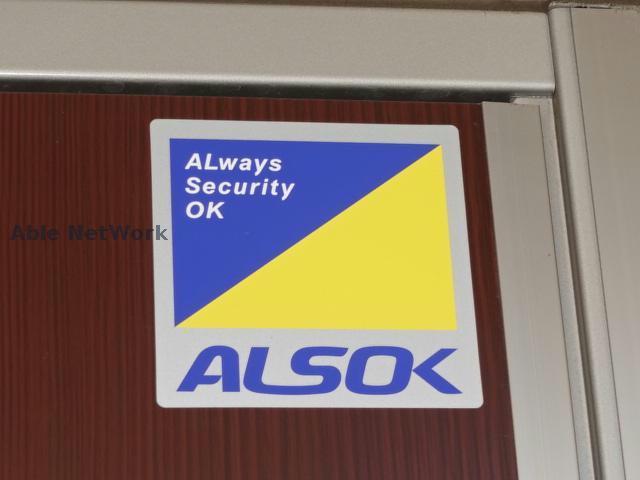 ALways
Security
OK
Able NetWork
ALSOK